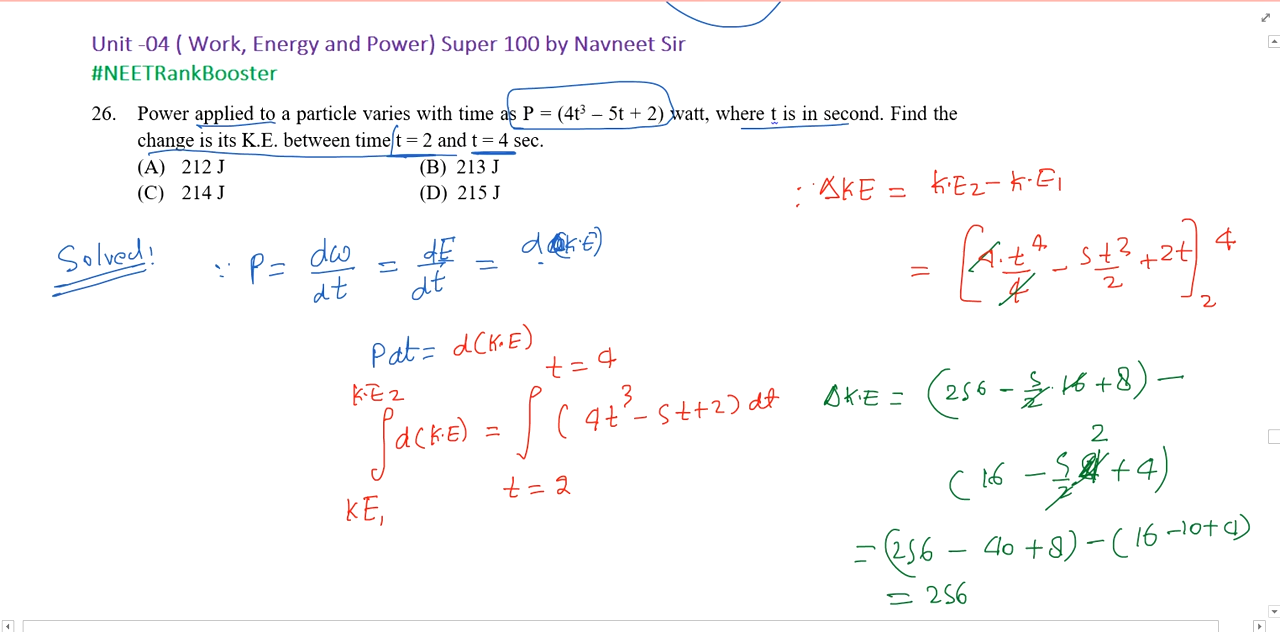 Unit -04 ( Work, Energy and Power) Super 100 by Navneet Sir
#NEETRankBooster
26. Power applied to a particle varies with time as P = (4t³ – 5t + 2) watt, where t is in second. Find the
change is its K.E. between time t = 2 and t = 4 sec.
(A) 212 J (B) 213 J
(C) 214 J (D) 215 J
Solved!
∵ P = dω/dt = dE/dt = d(K.E)
Pdt = d(K.E)
t = 4
K.E2
∫d(K.E) = ∫(4t³ - 5t + 2) dt
KE₁
t = 2
∵ ΔKE = K.E2 - K.E1
= [4·t⁴/4 - 5t²/2 + 2t]₂⁴
ΔK.E = (256 - 5/2·16 + 8) -
(16 - 5/2 4 2 + 4)
= (256 - 40 + 8) - (16 - 10 + 4)
= 256